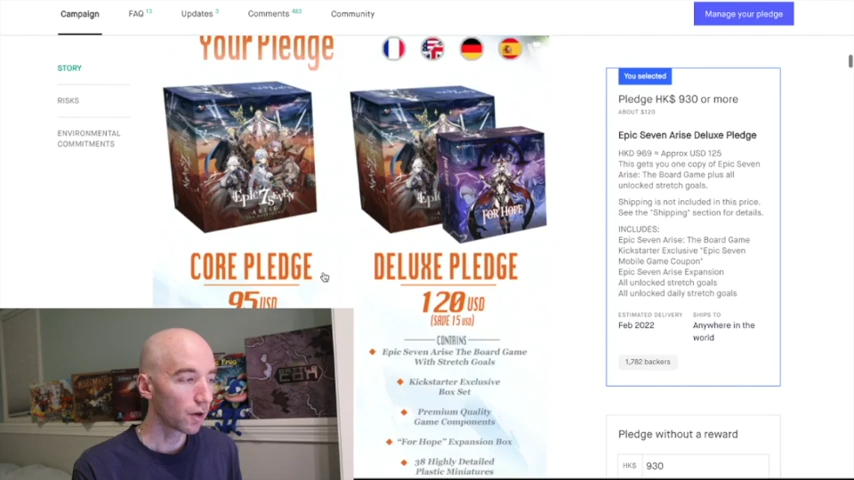 Campaign
FAQ 13
Updates 3
Comments 483
Community
Manage your pledge
Your Pledge
STORY
RISKS
ENVIRONMENTAL
COMMITMENTS
EPIC 7 SEVEN
ARISE
EPIC 7 SEVEN
FOR HOPE
CORE PLEDGE
95 USD
DELUXE PLEDGE
120 USD
(SAVE 15 USD)
CONTAINS
Epic Seven Arise The Board Game
With Stretch Goals
Kickstarter Exclusive
Box Set
Premium Quality
Game Components
"For Hope" Expansion Box
38 Highly Detailed
Plastic Miniatures
You selected
Pledge HK$ 930 or more
ABOUT $120
Epic Seven Arise Deluxe Pledge
HKD 969 = Approx USD 125
This gets you one copy of Epic Seven
Arise: The Board Game plus all
unlocked stretch goals.
Shipping is not included in this price.
See the "Shipping" section for details.
INCLUDES:
Epic Seven Arise: The Board Game
Kickstarter Exclusive "Epic Seven
Mobile Game Coupon"
Epic Seven Arise Expansion
All unlocked stretch goals
All unlocked daily stretch goals
ESTIMATED DELIVERY
Feb 2022
SHIPS TO
Anywhere in the
world
1,782 backers
Pledge without a reward
HK$ 930